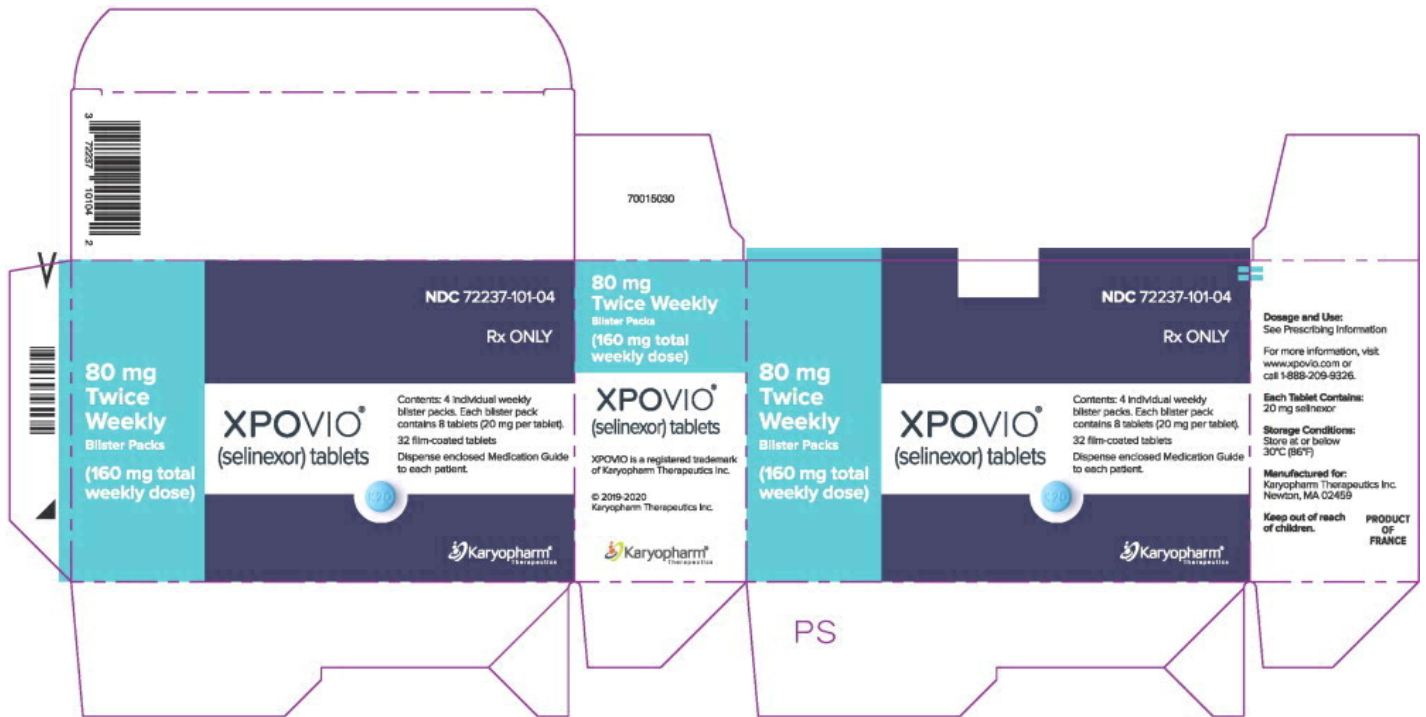 3 72237 10104 2
70015030
80 mg
Twice
Weekly
Blister Packs
(160 mg total
weekly dose)
NDC 72237-101-04
Rx ONLY
XPOVIO®
(selinexor) tablets
Contents: 4 individual weekly
blister packs. Each blister pack
contains 8 tablets (20 mg per tablet).
32 film-coated tablets
Dispense enclosed Medication Guide
to each patient.
K20
Karyopharm®
Therapeutics
80 mg
Twice Weekly
Blister Packs
(160 mg total
weekly dose)
XPOVIO®
(selinexor) tablets
XPOVIO is a registered trademark
of Karyopharm Therapeutics Inc.
© 2019-2020
Karyopharm Therapeutics Inc.
Karyopharm®
Therapeutics
80 mg
Twice
Weekly
Blister Packs
(160 mg total
weekly dose)
NDC 72237-101-04
Rx ONLY
XPOVIO®
(selinexor) tablets
Contents: 4 individual weekly
blister packs. Each blister pack
contains 8 tablets (20 mg per tablet).
32 film-coated tablets
Dispense enclosed Medication Guide
to each patient.
K20
Karyopharm®
Therapeutics
Dosage and Use:
See Prescribing Information
For more information, visit
www.xpovio.com or
call 1-888-209-9326.
Each Tablet Contains:
20 mg selinexor
Storage Conditions:
Store at or below
30°C (86°F)
Manufactured for:
Karyopharm Therapeutics Inc.
Newton, MA 02459
Keep out of reach
of children.
PRODUCT
OF
FRANCE
PS